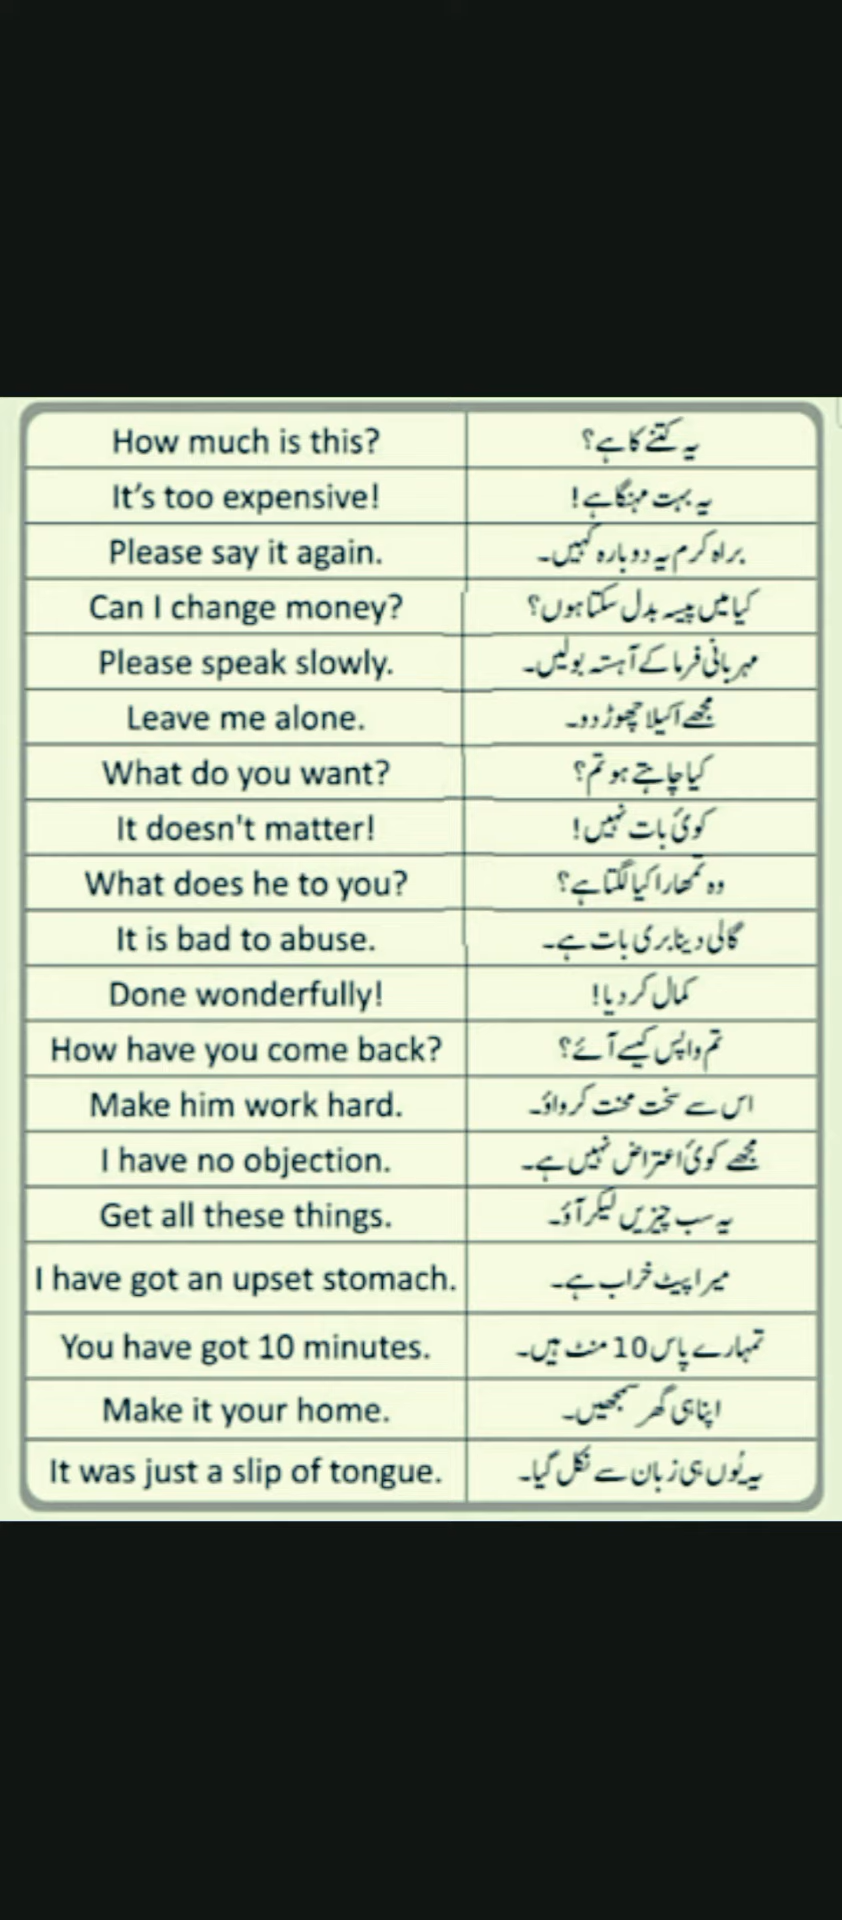 How much is this? یہ کتنے کا ہے؟
It's too expensive! یہ بہت مہنگا ہے!
Please say it again. براہ کرم یہ دوبارہ کہیں۔
Can I change money? کیا میں پیسہ بدل سکتا ہوں؟
Please speak slowly. مہربانی فرما کے آہستہ بولیں۔
Leave me alone. مجھے اکیلا چھوڑ دو۔
What do you want? کیا چاہتے ہو تم؟
It doesn't matter! کوئی بات نہیں!
What does he to you? وہ تمھارا کیا لگتا ہے؟
It is bad to abuse. گالی دینا بری بات ہے۔
Done wonderfully! کمال کر دیا!
How have you come back? تم واپس کیسے آئے؟
Make him work hard. اس سے سخت محنت کرواؤ۔
I have no objection. مجھے کوئی اعتراض نہیں ہے۔
Get all these things. یہ سب چیزیں لیکر آؤ۔
I have got an upset stomach. میرا پیٹ خراب ہے۔
You have got 10 minutes. تمہارے پاس 10 منٹ ہیں۔
Make it your home. اپنا ہی گھر سمجھیں۔
It was just a slip of tongue. یہ یُوں ہی زبان سے نکل گیا۔